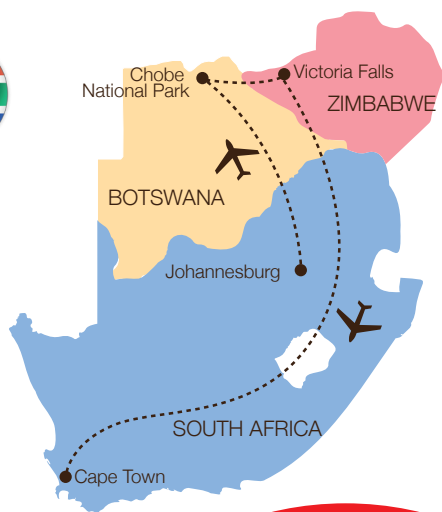 Chobe
National Park
Victoria Falls
ZIMBABWE
BOTSWANA
Johannesburg
SOUTH AFRICA
Cape Town